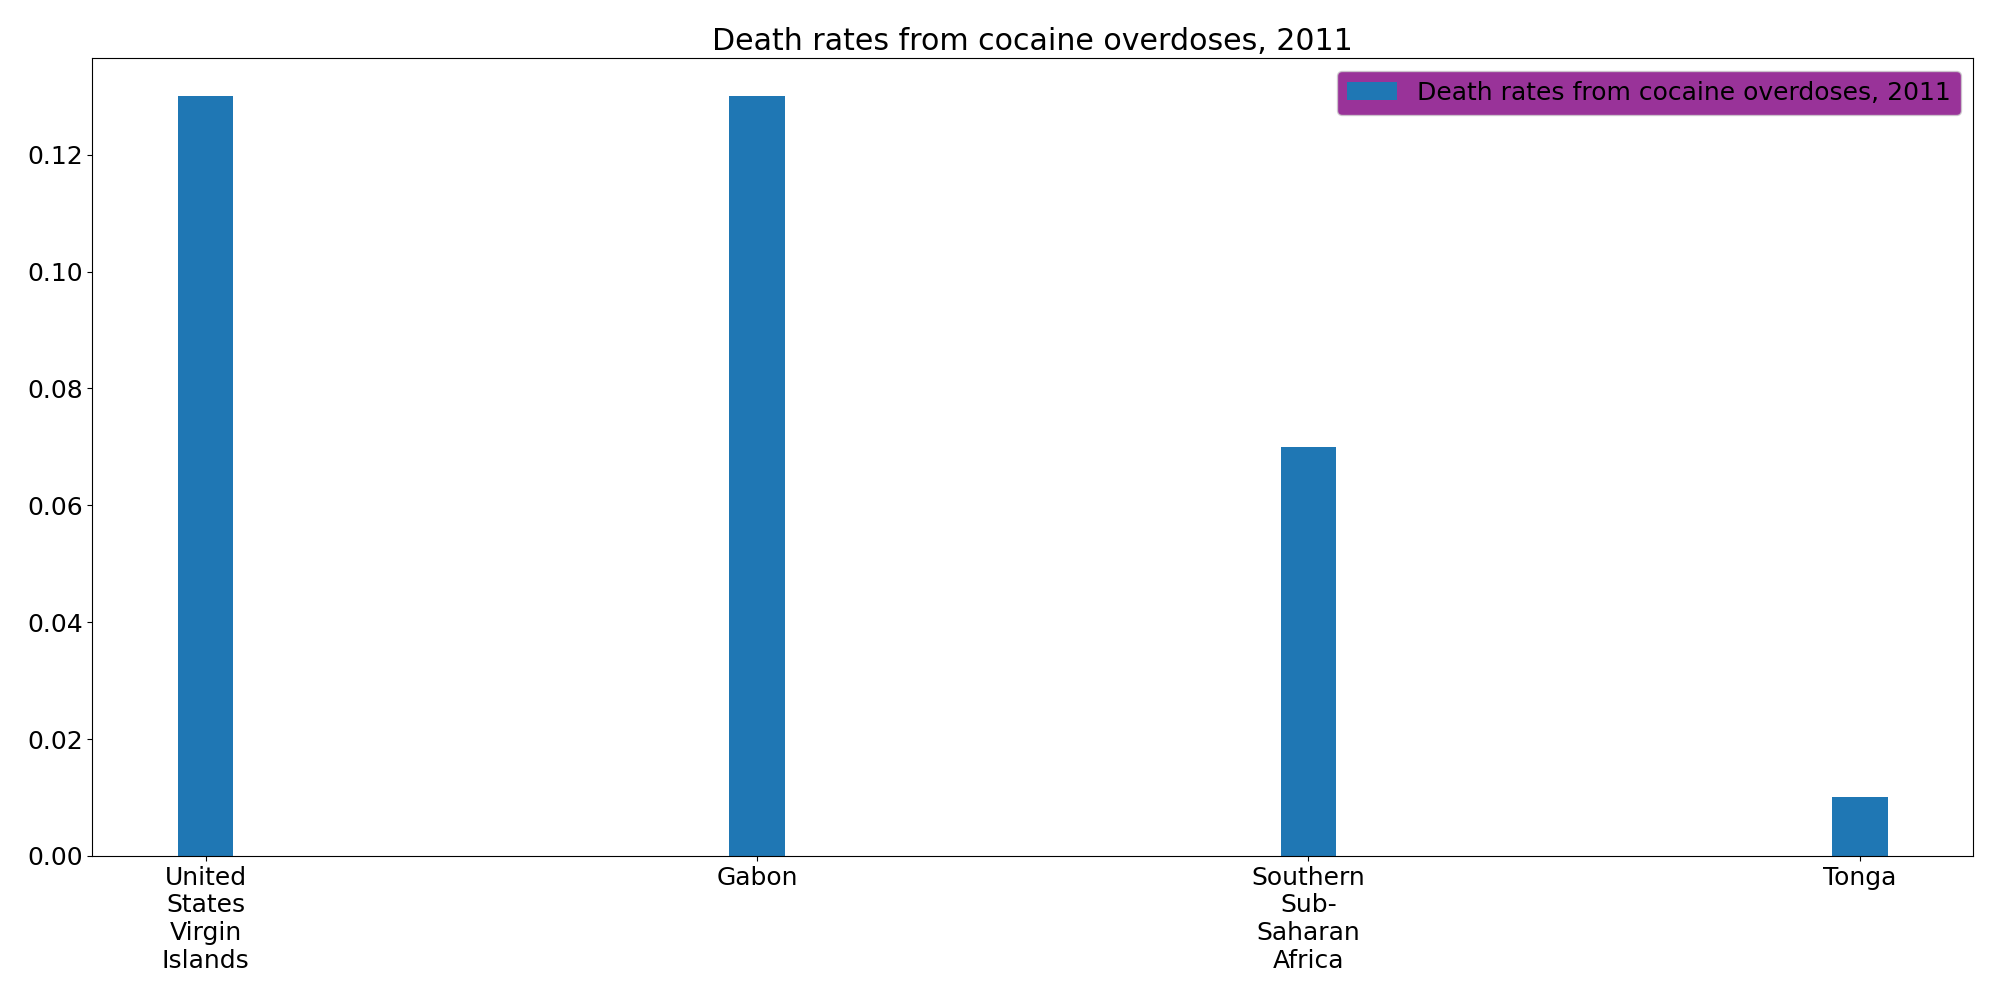 Death rates from cocaine overdoses, 2011
Death rates from cocaine overdoses, 2011
0.12
0.10
0.08
0.06
0.04
0.02
0.00
United
States
Virgin
Islands
Gabon
Southern
Sub-
Saharan
Africa
Tonga